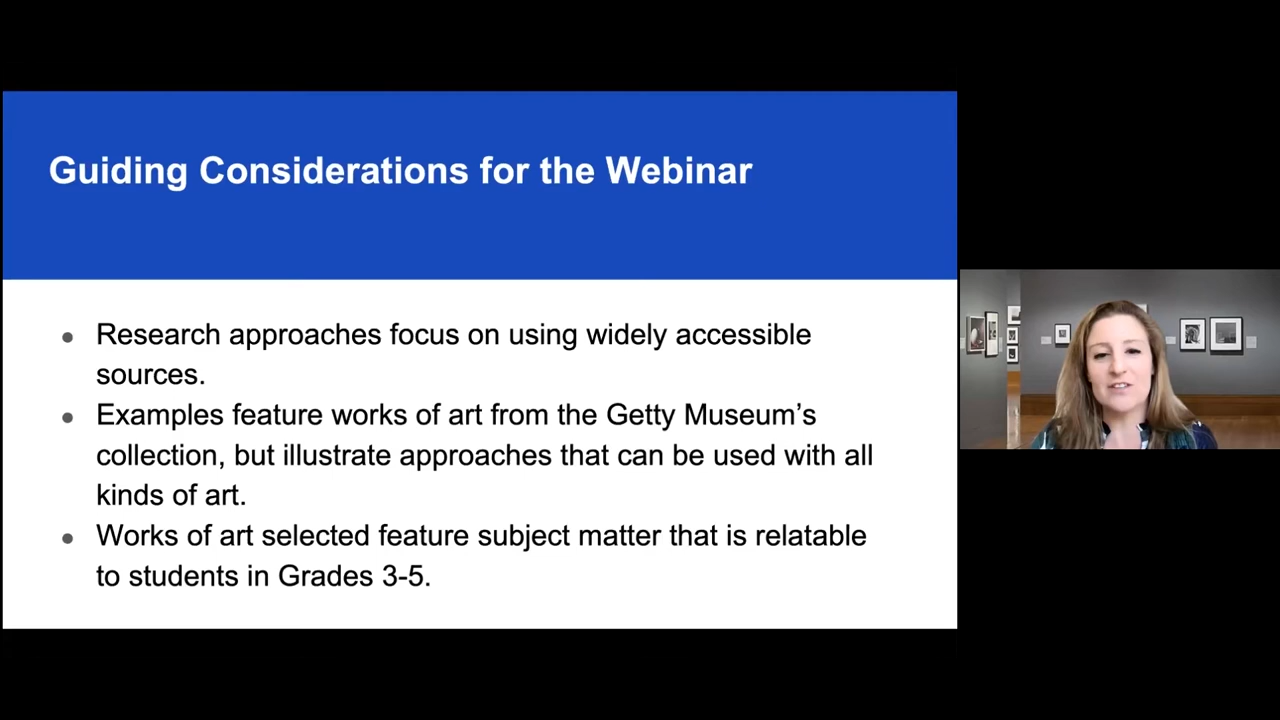 Guiding Considerations for the Webinar
● Research approaches focus on using widely accessible
sources.
● Examples feature works of art from the Getty Museum’s
collection, but illustrate approaches that can be used with all
kinds of art.
● Works of art selected feature subject matter that is relatable
to students in Grades 3-5.